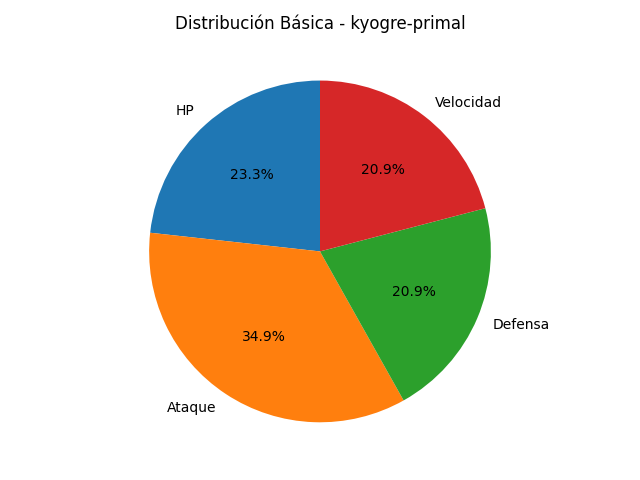 Distribución Básica - kyogre-primal
HP
Velocidad
23.3%
20.9%
20.9%
Defensa
34.9%
Ataque